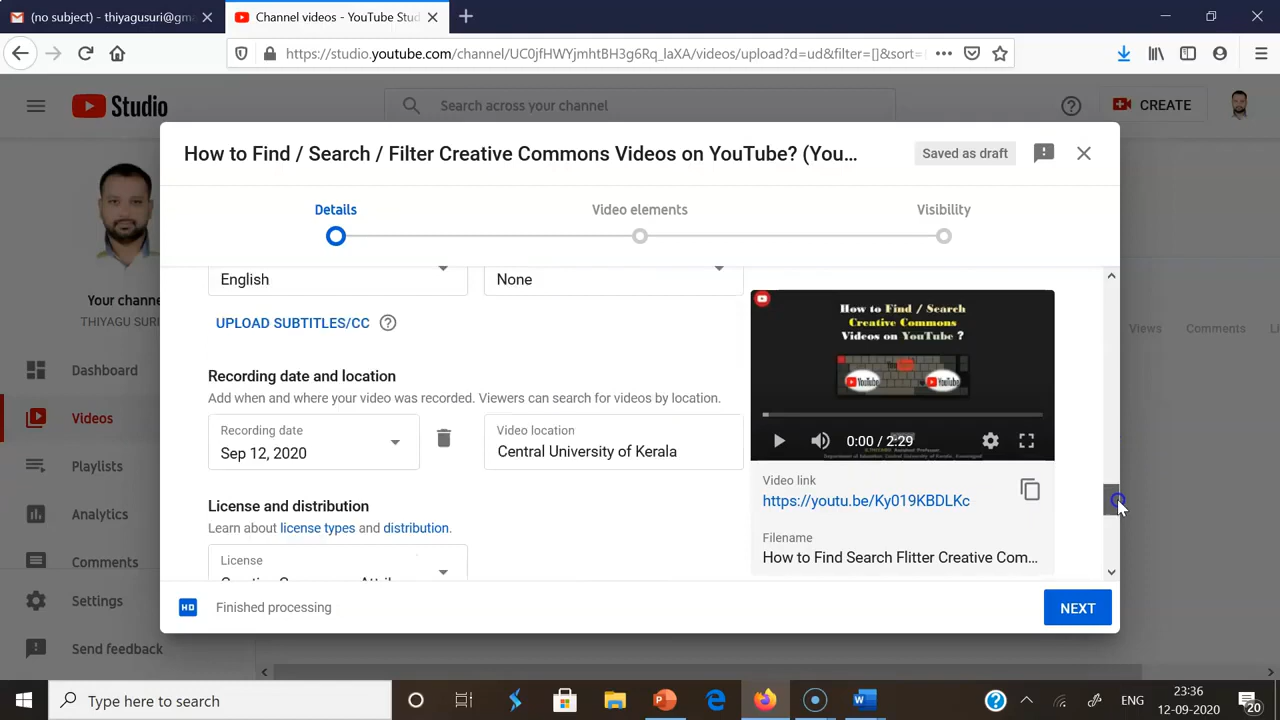 (no subject) - thiyagusuri@gm
Channel videos - YouTube Stud
https://studio.youtube.com/channel/UC0jfHWYjmhtBH3g6Rq_laXA/videos/upload?d=ud&filter=[]&sort=
Studio
Search across your channel
CREATE
How to Find / Search / Filter Creative Commons Videos on YouTube? (You...
Saved as draft
Details
Video elements
Visibility
Your channe
THIYAGU SURI
Dashboard
Videos
Playlists
Analytics
Comments
Settings
Send feedback
English
None
UPLOAD SUBTITLES/CC
Recording date and location
Add when and where your video was recorded. Viewers can search for videos by location.
Recording date
Sep 12, 2020
Video location
Central University of Kerala
License and distribution
Learn about license types and distribution.
License
How to Find / Search
Creative Commons
Videos on YouTube ?
YouTube
YouTube
0:00 / 2:29
Video link
https://youtu.be/Ky019KBDLKc
Filename
How to Find Search Flitter Creative Com...
Views
Comments
Finished processing
NEXT
Type here to search
ENG
23:36
12-09-2020
20